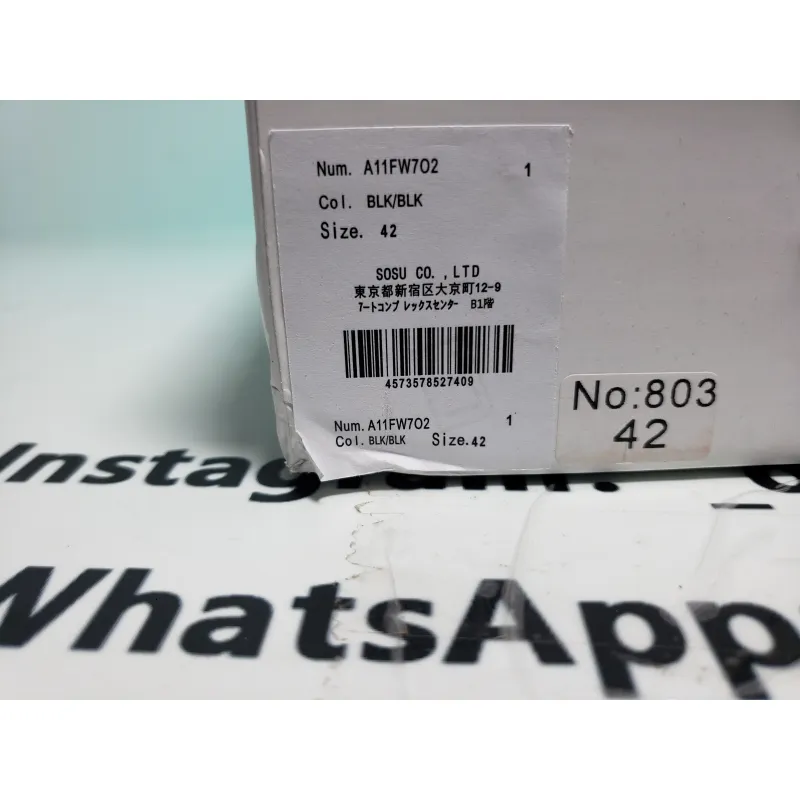 Num. A11FW702 1
Col. BLK/BLK
Size. 42
SOSU CO. ,LTD
東京都新宿区大京町12-9
アートコンプレックスセンター B1階
4573578527409
Num. A11FW702 1
Col. BLK/BLK Size. 42
No:803
42
Instagram:
WhatsApp